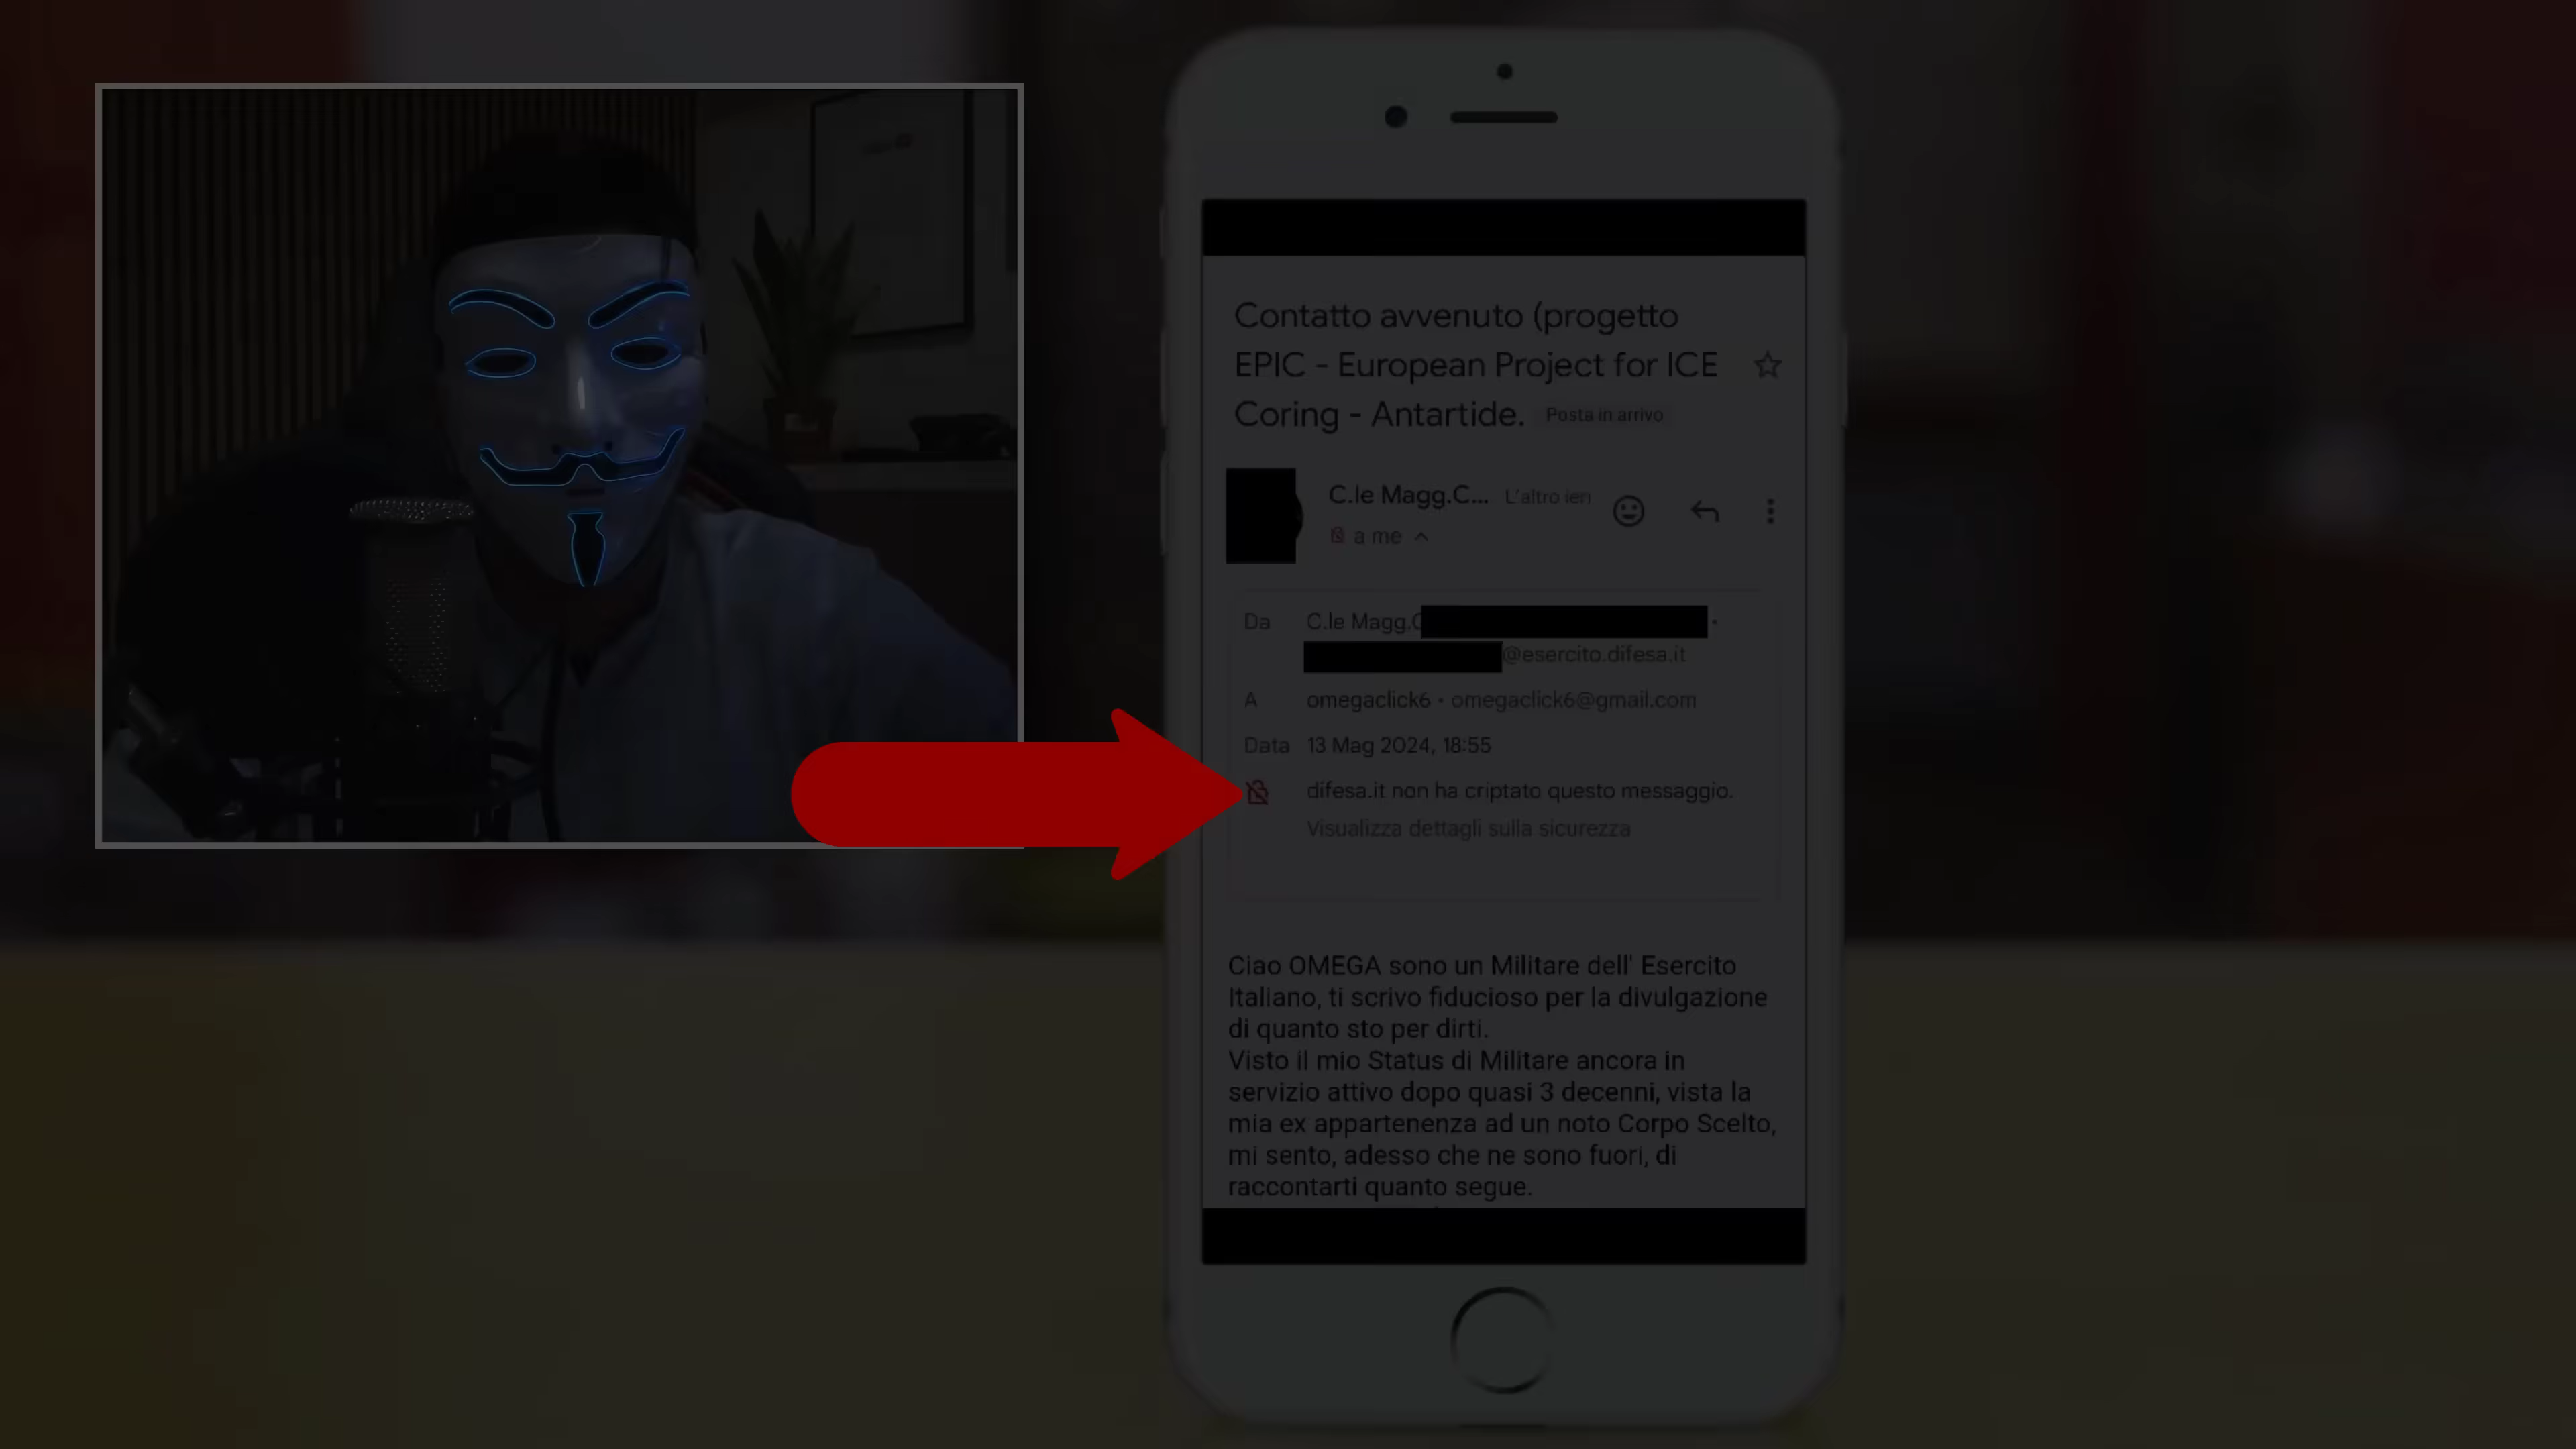 Contatto avvenuto (progetto
EPIC - European Project for ICE
Coring - Antartide. Posta in arrivo
C.le Magg.C... L'altro ieri
a me
Da C.le Magg.C
@esercito.difesa.it
A omegaclick6 • omegaclick6@gmail.com
Data 13 Mag 2024, 18:55
difesa.it non ha criptato questo messaggio.
Visualizza dettagli sulla sicurezza
Ciao OMEGA sono un Militare dell' Esercito
Italiano, ti scrivo fiducioso per la divulgazione
di quanto sto per dirti.
Visto il mio Status di Militare ancora in
servizio attivo dopo quasi 3 decenni, vista la
mia ex appartenenza ad un noto Corpo Scelto,
mi sento, adesso che ne sono fuori, di
raccontarti quanto segue.